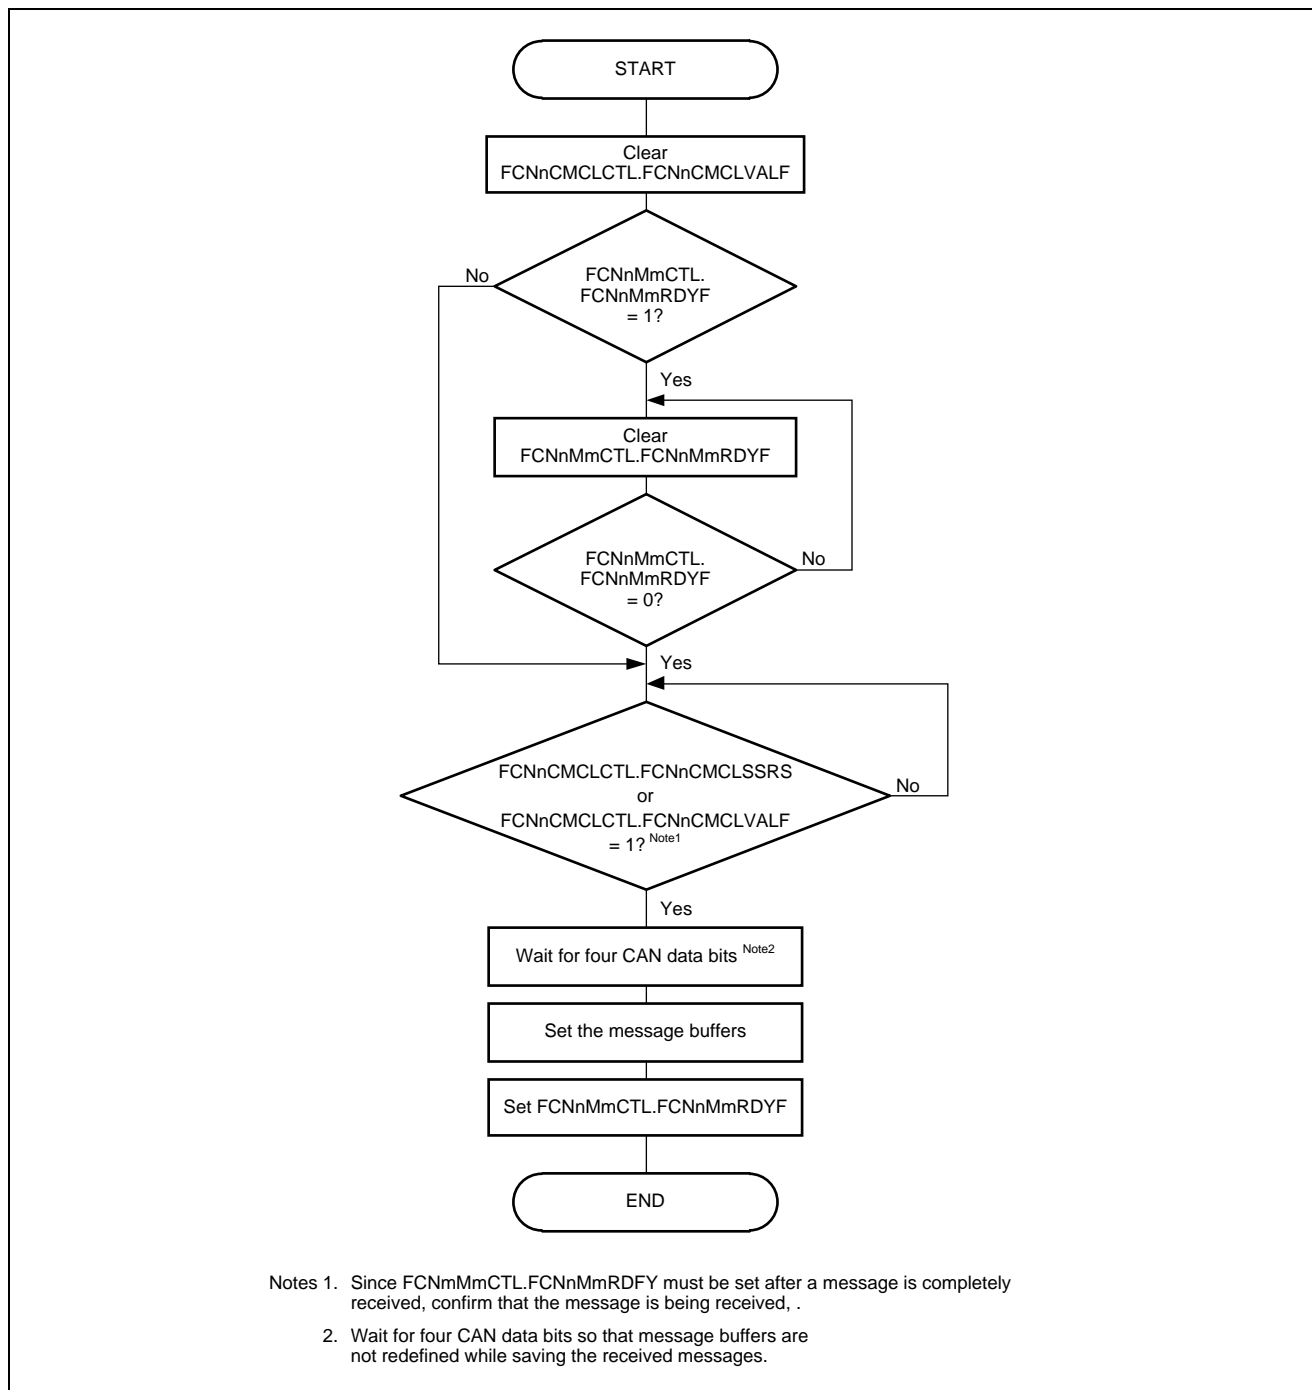 START
Clear
FCNnCMCLCTL.FCNnCMCLVALF
No
FCNnMmCTL.
FCNnMmRDYF
= 1?
Yes
Clear
FCNnMmCTL.FCNnMmRDYF
FCNnMmCTL.
FCNnMmRDYF
= 0?
No
Yes
FCNnCMCLCTL.FCNnCMCLSSRS
or
FCNnCMCLCTL.FCNnCMCLVALF
= 1? Note1
No
Yes
Wait for four CAN data bits Note2
Set the message buffers
Set FCNnMmCTL.FCNnMmRDYF
END
Notes 1. Since FCNmMmCTL.FCNnMmRDFY must be set after a message is completely
received, confirm that the message is being received, .
2. Wait for four CAN data bits so that message buffers are
not redefined while saving the received messages.